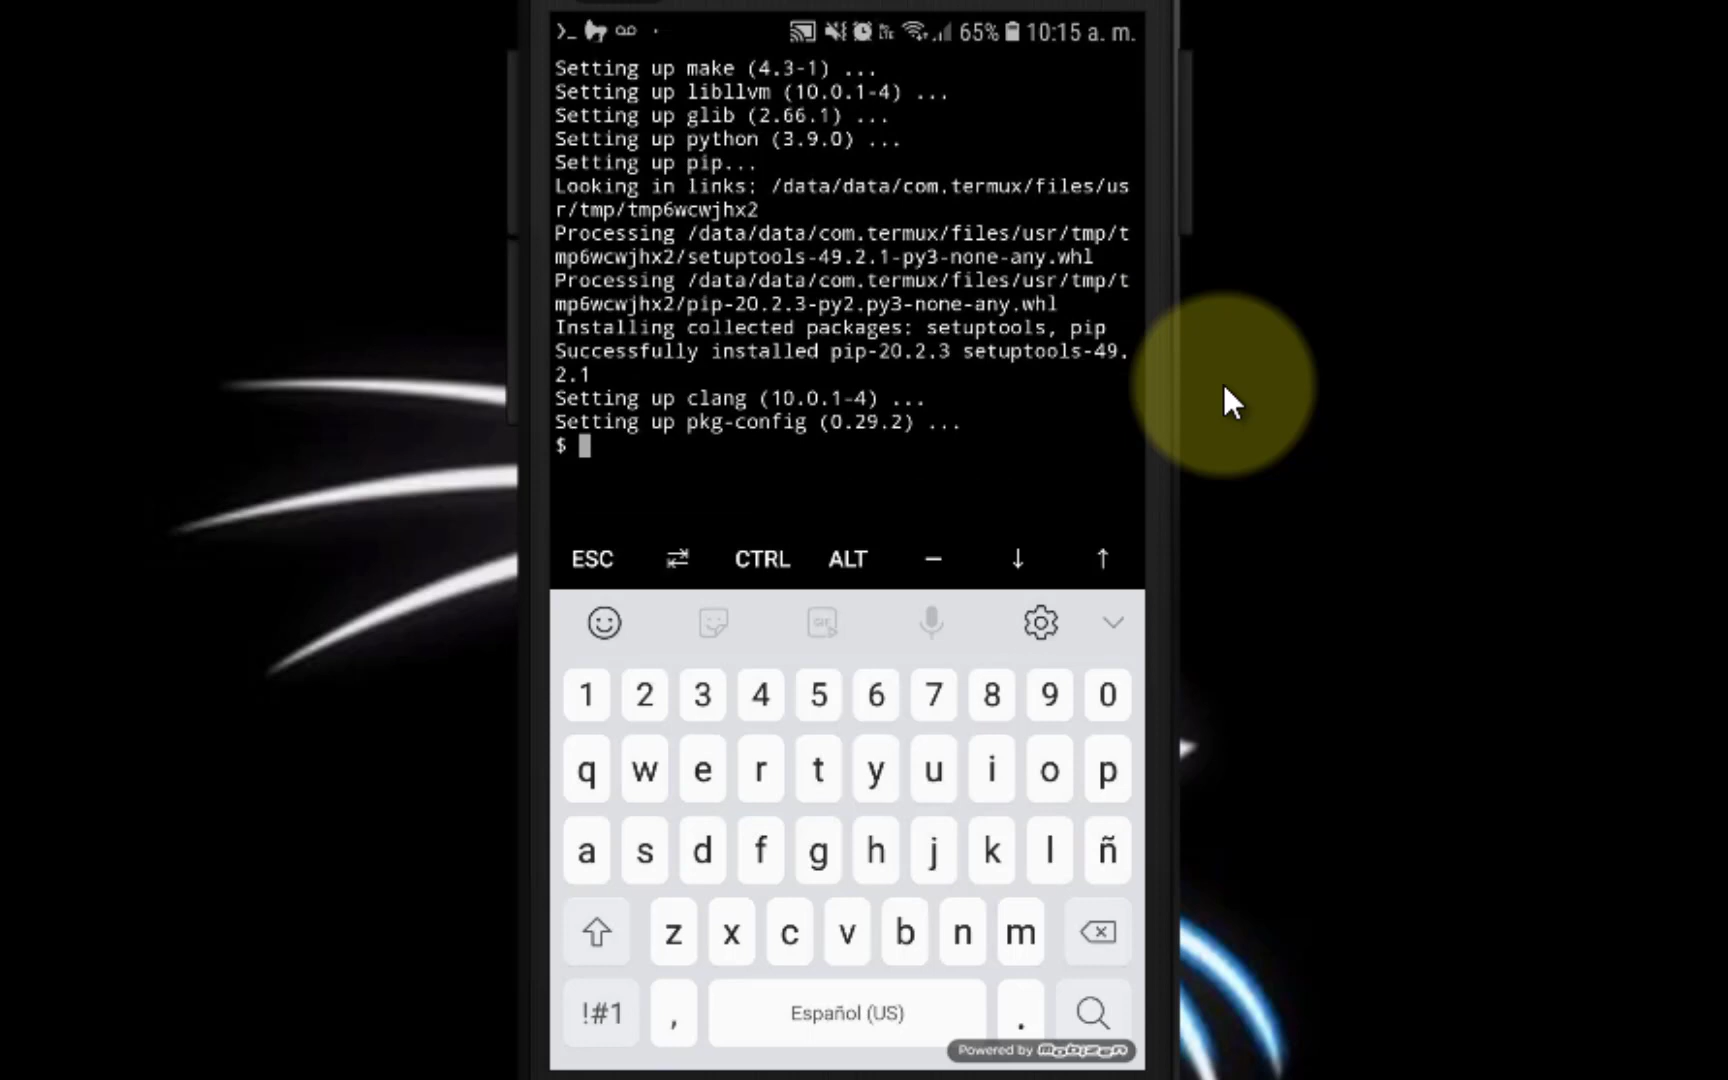 65% 10:15 a. m.
Setting up make (4.3-1) ...
Setting up libllvm (10.0.1-4) ...
Setting up glib (2.66.1) ...
Setting up python (3.9.0) ...
Setting up pip...
Looking in links: /data/data/com.termux/files/us
r/tmp/tmp6wcwjhx2
Processing /data/data/com.termux/files/usr/tmp/t
mp6wcwjhx2/setuptools-49.2.1-py3-none-any.whl
Processing /data/data/com.termux/files/usr/tmp/t
mp6wcwjhx2/pip-20.2.3-py2.py3-none-any.whl
Installing collected packages: setuptools, pip
Successfully installed pip-20.2.3 setuptools-49.
2.1
Setting up clang (10.0.1-4) ...
Setting up pkg-config (0.29.2) ...
$
ESC ⇄ CTRL ALT — ↓ ↑
GIF
1 2 3 4 5 6 7 8 9 0
q w e r t y u i o p
a s d f g h j k l ñ
z x c v b n m
!#1 , Español (US) .
Powered by mobizen